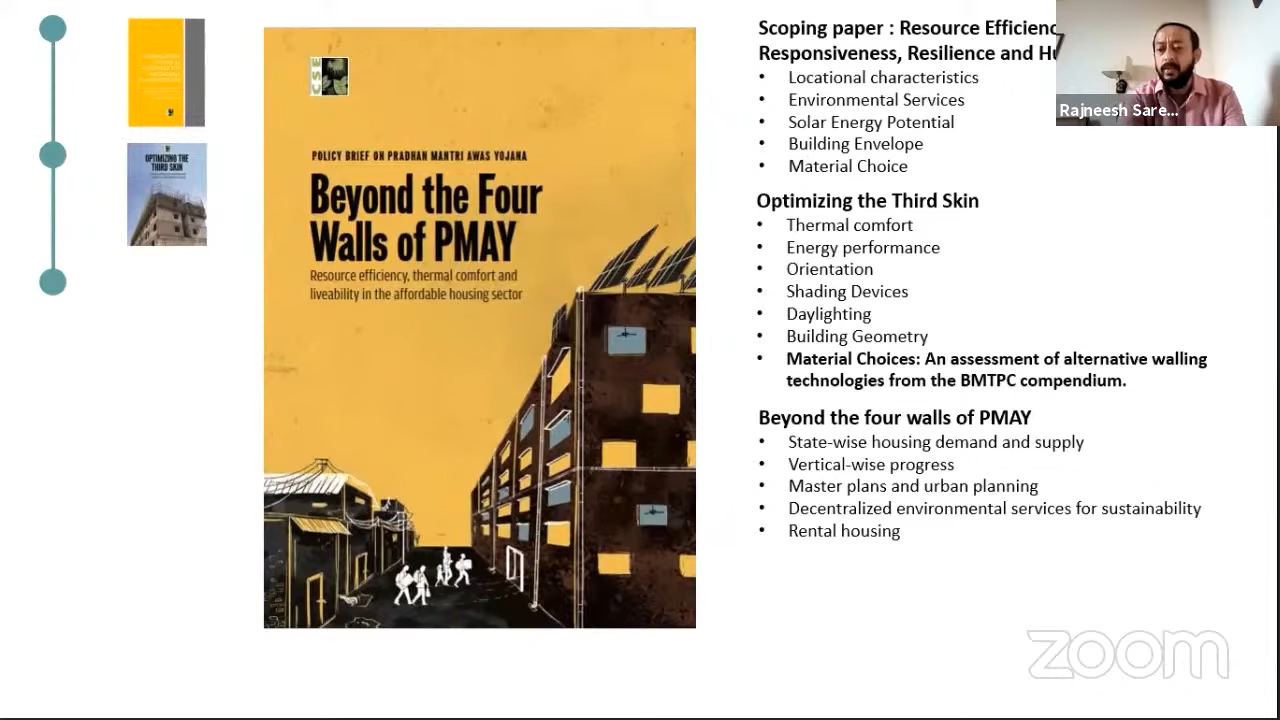 OPTIMIZING THE
THIRD SKIN
CSE
POLICY BRIEF ON PRADHAN MANTRI AWAS YOJANA
Beyond the Four
Walls of PMAY
Resource efficiency, thermal comfort and
liveability in the affordable housing sector
Scoping paper : Resource Efficienc
Responsiveness, Resilience and Hu
• Locational characteristics
• Environmental Services
• Solar Energy Potential
• Building Envelope
• Material Choice
Optimizing the Third Skin
• Thermal comfort
• Energy performance
• Orientation
• Shading Devices
• Daylighting
• Building Geometry
• Material Choices: An assessment of alternative walling
technologies from the BMTPC compendium.
Beyond the four walls of PMAY
• State-wise housing demand and supply
• Vertical-wise progress
• Master plans and urban planning
• Decentralized environmental services for sustainability
• Rental housing
Rajneesh Sare...
zoom